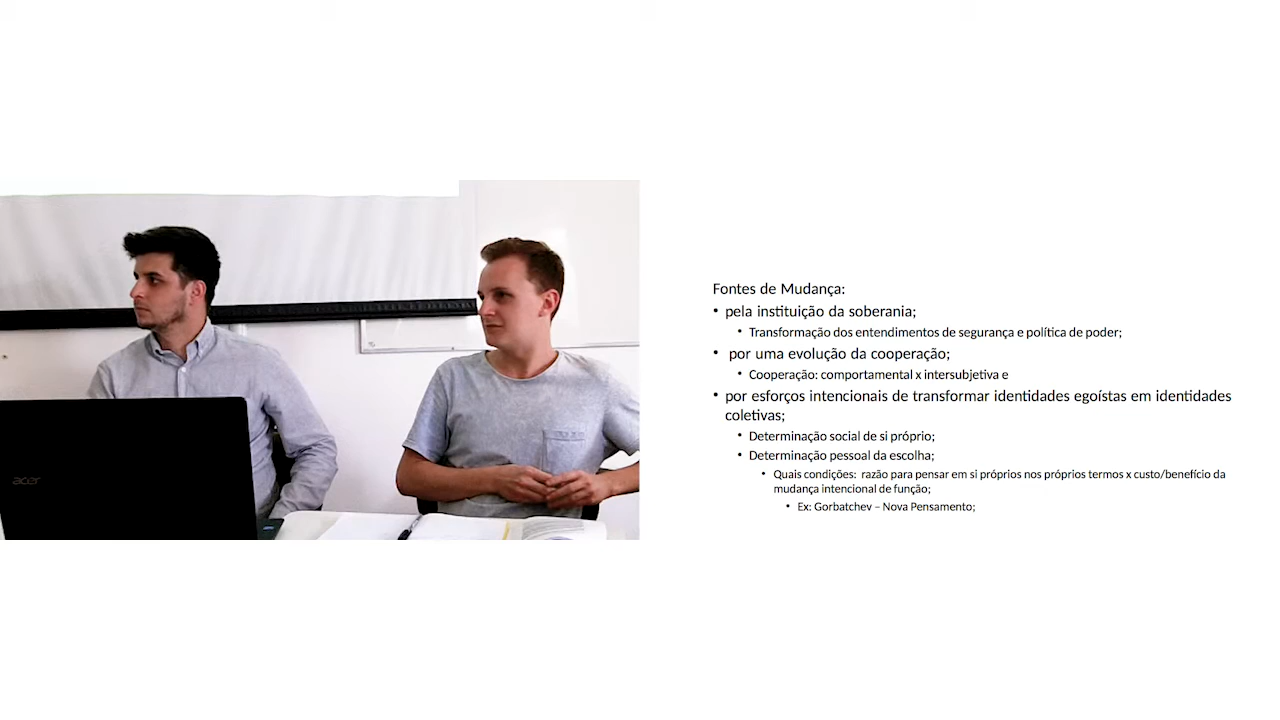 Fontes de Mudança:
• pela instituição da soberania;
• Transformação dos entendimentos de segurança e política de poder;
• por uma evolução da cooperação;
• Cooperação: comportamental x intersubjetiva e
• por esforços intencionais de transformar identidades egoístas em identidades
coletivas;
• Determinação social de si próprio;
• Determinação pessoal da escolha;
• Quais condições: razão para pensar em si próprios nos próprios termos x custo/benefício da
mudança intencional de função;
• Ex: Gorbatchev – Nova Pensamento;
acer